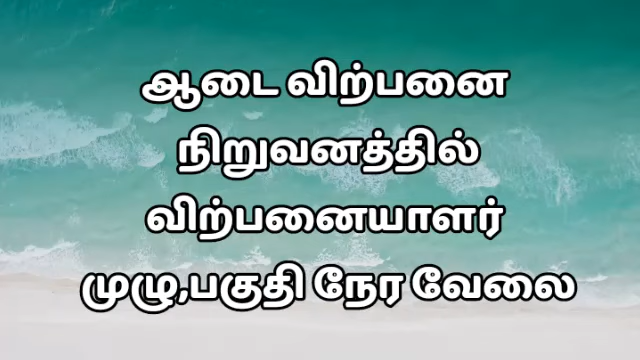 ஆடை விற்பனை
நிறுவனத்தில்
விற்பனையாளர்
முழு,பகுதி நேர வேலை